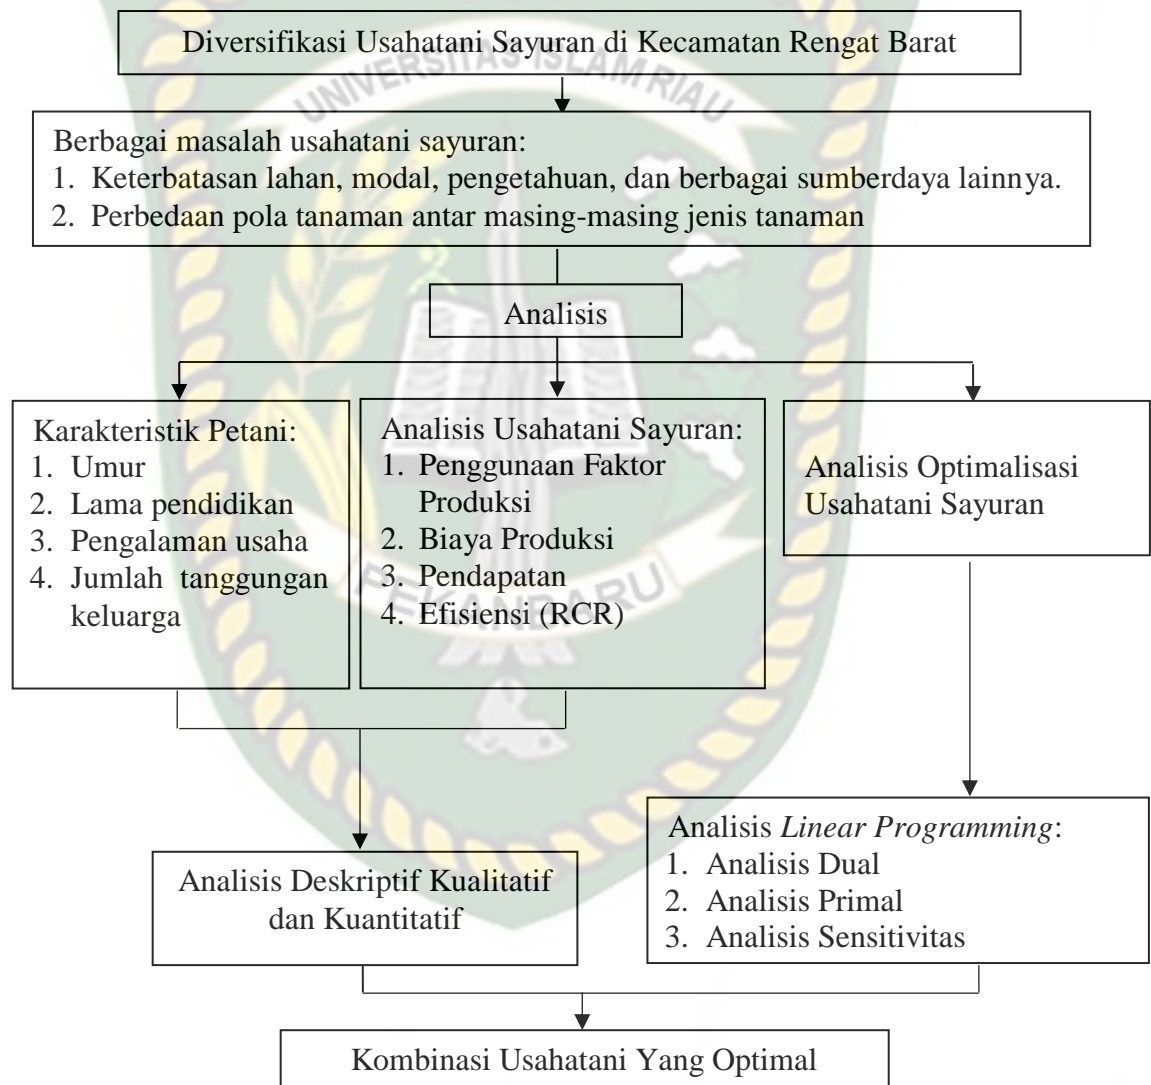 Diversifikasi Usahatani Sayuran di Kecamatan Rengat Barat
UNIVERSITAS ISLAM RIAU
Berbagai masalah usahatani sayuran:
1. Keterbatasan lahan, modal, pengetahuan, dan berbagai sumberdaya lainnya.
2. Perbedaan pola tanaman antar masing-masing jenis tanaman
Analisis
Karakteristik Petani:
1. Umur
2. Lama pendidikan
3. Pengalaman usaha
4. Jumlah tanggungan
keluarga
Analisis Usahatani Sayuran:
1. Penggunaan Faktor
Produksi
2. Biaya Produksi
3. Pendapatan
4. Efisiensi (RCR)
Analisis Optimalisasi
Usahatani Sayuran
PEKANBARU
Analisis Deskriptif Kualitatif
dan Kuantitatif
Analisis Linear Programming:
1. Analisis Dual
2. Analisis Primal
3. Analisis Sensitivitas
Kombinasi Usahatani Yang Optimal